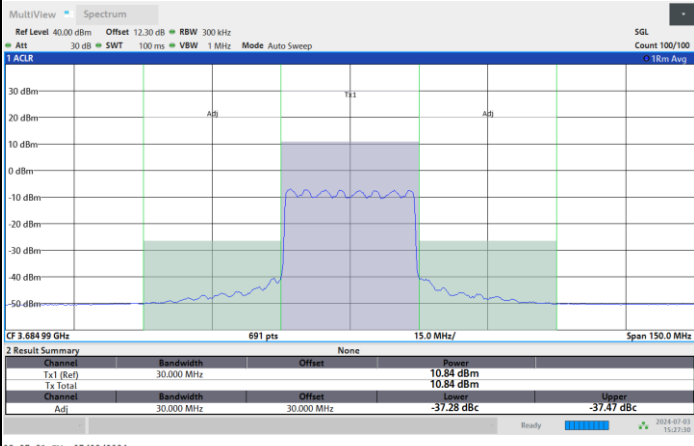 MultiView Spectrum
Ref Level 40.00 dBm Offset 12.30 dB RBW 300 kHz SGL
Att 30 dB SWT 100 ms VBW 1 MHz Mode Auto Sweep Count 100/100
1 ACLR 1Rm Avg
30 dBm
Tx1
20 dBm
Adj Adj
10 dBm
0 dBm
-10 dBm
-20 dBm
-30 dBm
-40 dBm
-50 dBm
CF 3.684 99 GHz 691 pts 15.0 MHz/ Span 150.0 MHz
2 Result Summary None
Channel Bandwidth Offset Power
Tx1 (Ref) 30.000 MHz 10.84 dBm
Tx Total 10.84 dBm
Channel Bandwidth Offset Lower Upper
Adj 30.000 MHz 30.000 MHz -37.28 dBc -37.47 dBc
Ready 2024-07-03
15:27:30